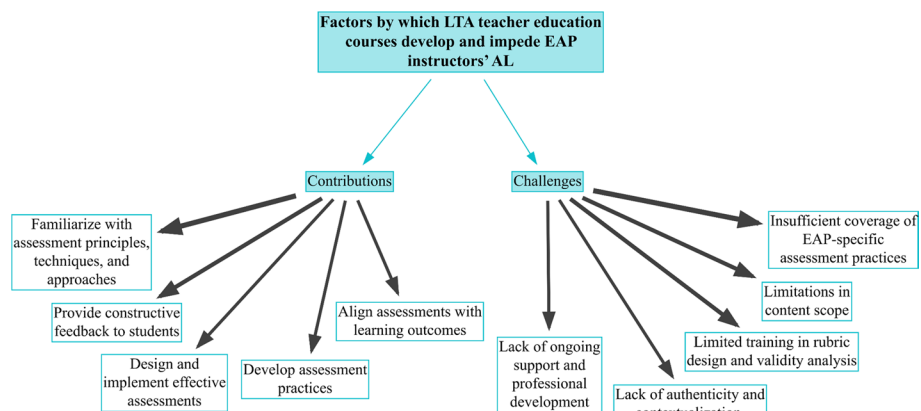 Factors by which LTA teacher education
courses develop and impede EAP
instructors' AL
Contributions
Challenges
Familiarize with
assessment principles,
techniques, and
approaches
Provide constructive
feedback to students
Design and
implement effective
assessments
Develop assessment
practices
Align assessments with
learning outcomes
Lack of ongoing
support and
professional
development
Lack of authenticity and
contextualization
Limited training in rubric
design and validity analysis
Limitations in
content scope
Insufficient coverage of
EAP-specific
assessment practices